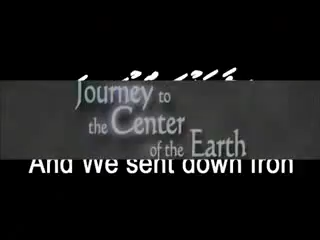 Journey to
the Center
of the Earth
And We sent down Iron